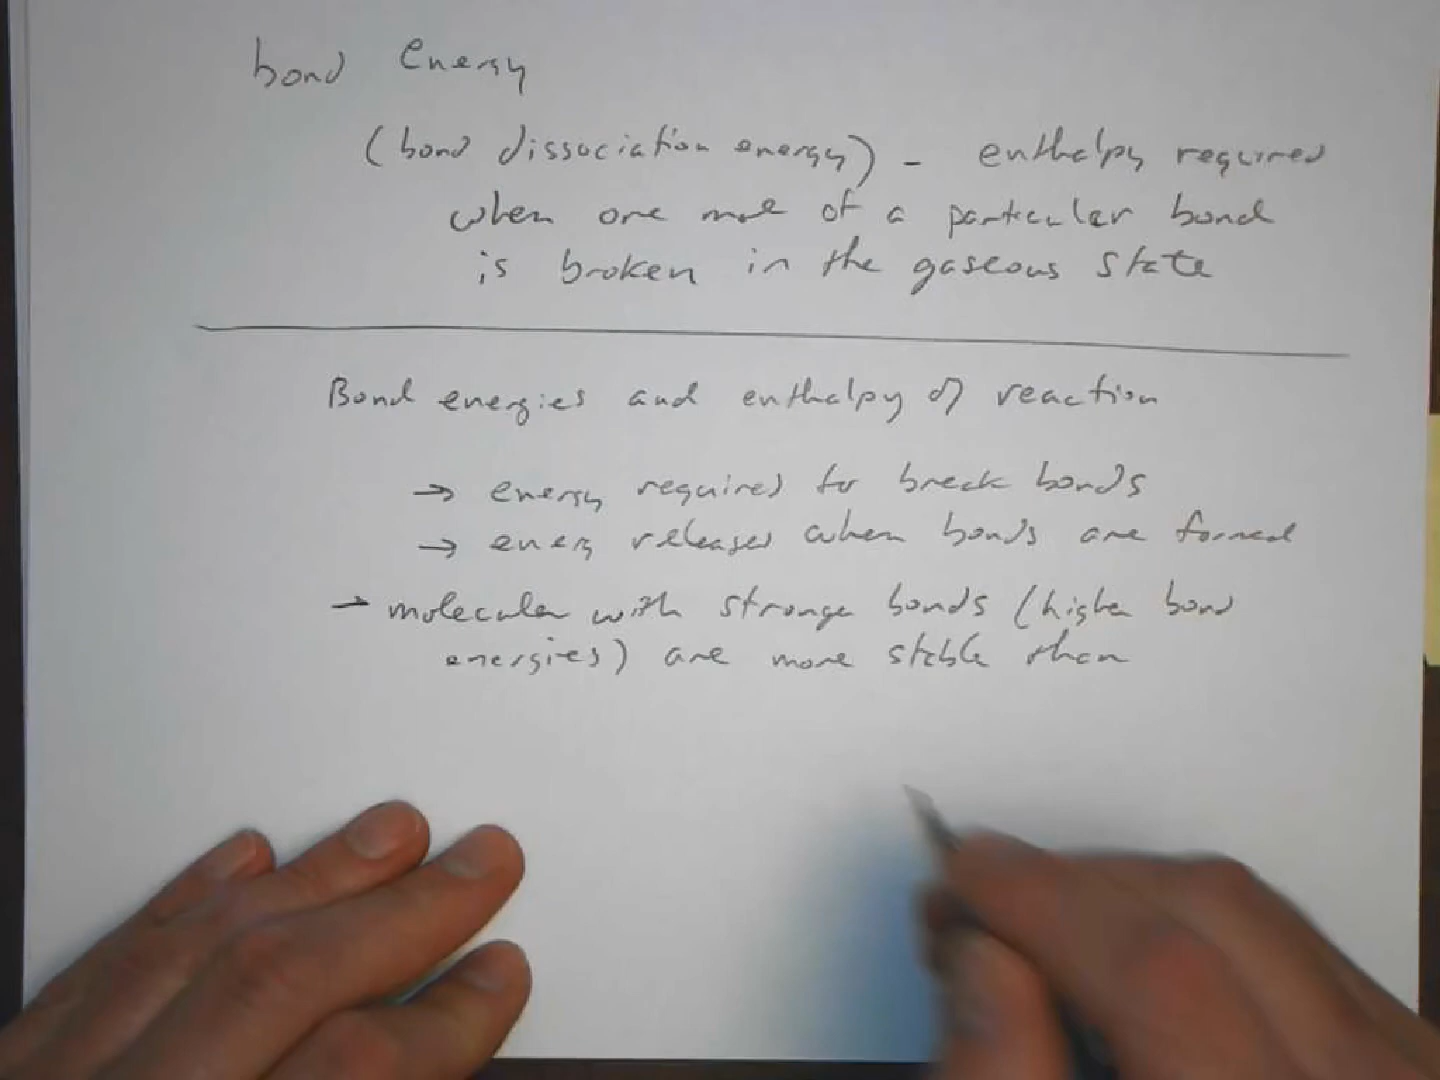 bond energy
(bond dissociation energy) - enthalpy required
when one mole of a particular bond
is broken in the gaseous state
Bond energies and enthalpy of reaction
→ energy required to break bonds
→ energy released when bonds are formed
→ molecules with stronger bonds (higher bond
energies) are more stable than